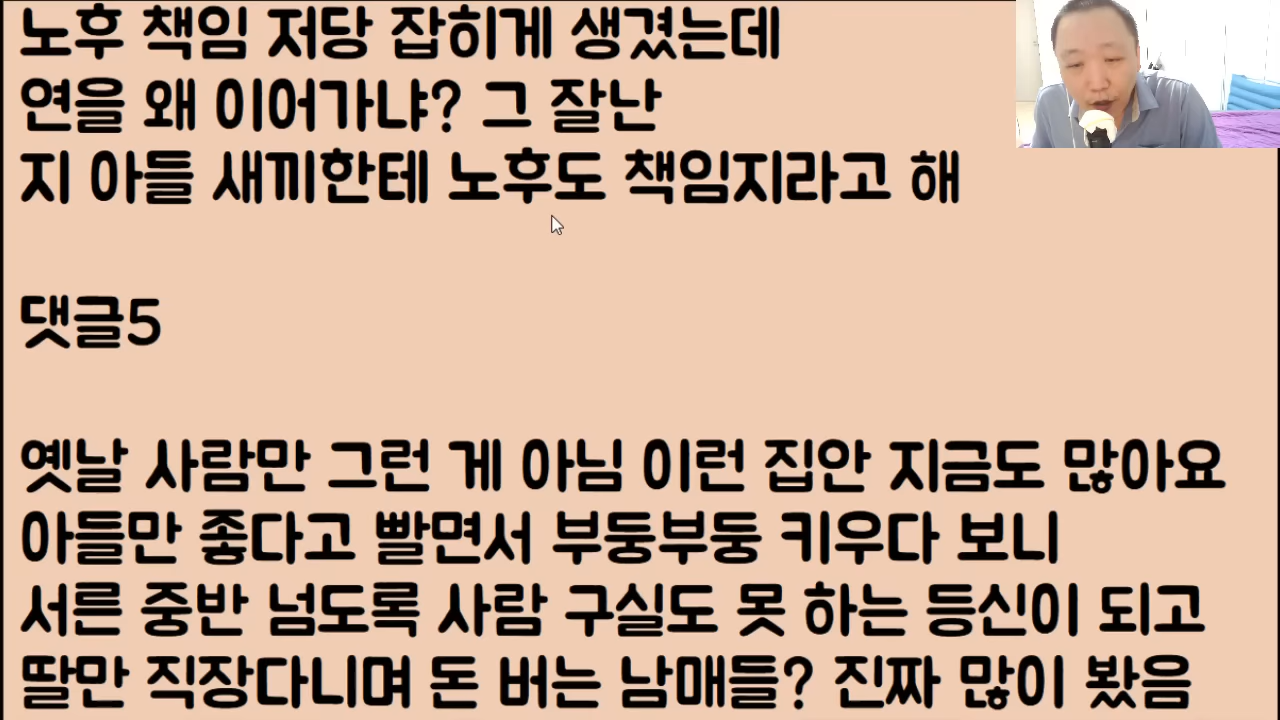 노후 책임 저당 잡히게 생겼는데
연을 왜 이어가냐? 그 잘난
지 아들 새끼한테 노후도 책임지라고 해
댓글5
옛날 사람만 그런 게 아님 이런 집안 지금도 많아요
아들만 좋다고 빨면서 부둥부둥 키우다 보니
서른 중반 넘도록 사람 구실도 못 하는 등신이 되고
딸만 직장다니며 돈 버는 남매들? 진짜 많이 봤음